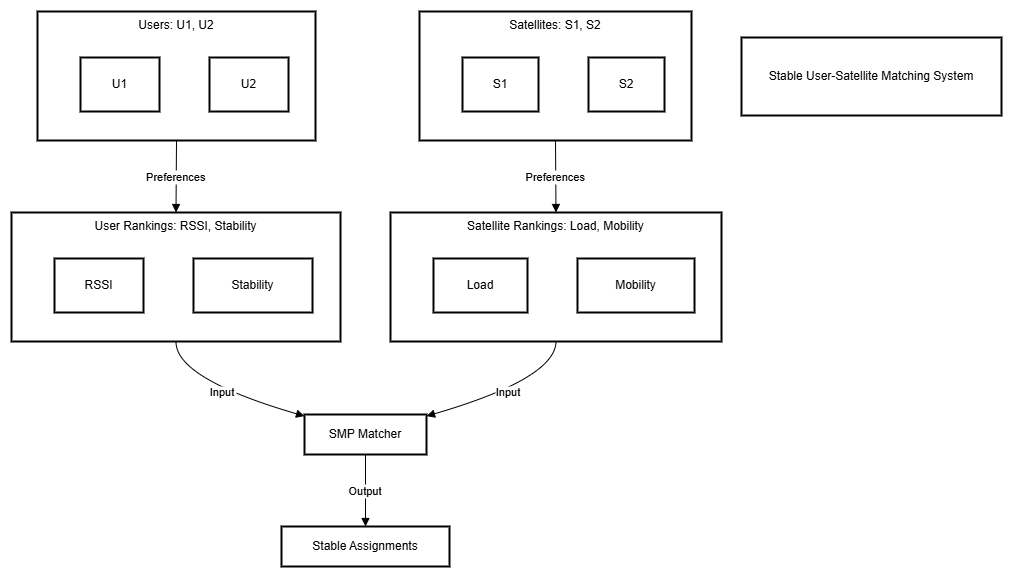 Users: U1, U2
U1
U2
Satellites: S1, S2
S1
S2
Stable User-Satellite Matching System
Preferences
Preferences
User Rankings: RSSI, Stability
RSSI
Stability
Satellite Rankings: Load, Mobility
Load
Mobility
Input
Input
SMP Matcher
Output
Stable Assignments